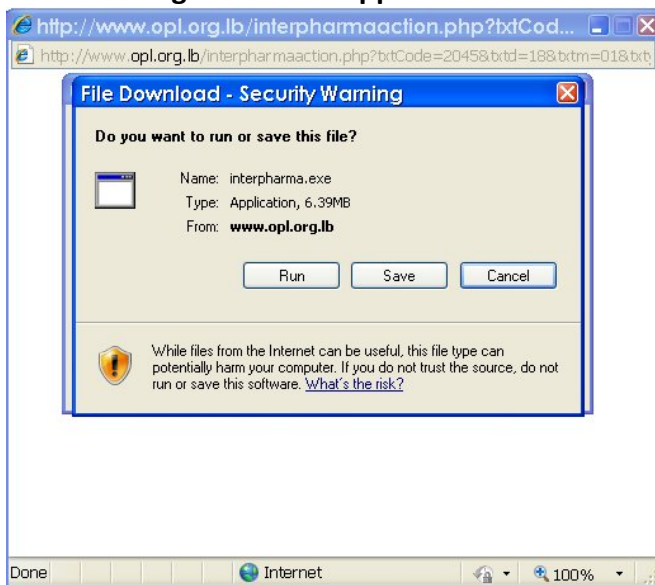 http://www.opl.org.lb/interpharmaaction.php?txtCod...
http://www.opl.org.lb/interpharmaaction.php?txtCode=2045&txtd=18&txtm=01&txty
File Download - Security Warning
Do you want to run or save this file?
Name: interpharma.exe
Type: Application, 6.39MB
From: www.opl.org.lb
Run Save Cancel
While files from the Internet can be useful, this file type can
potentially harm your computer. If you do not trust the source, do not
run or save this software. What's the risk?
Done Internet 100%